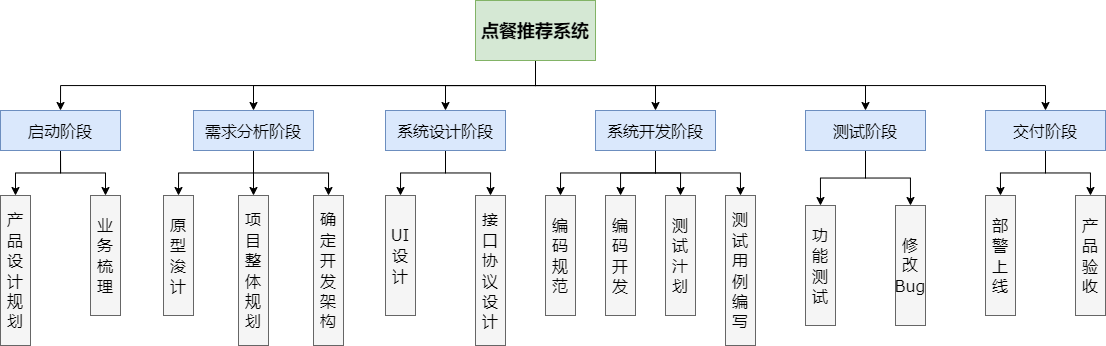 点餐推荐系统
启动阶段
需求分析阶段
系统设计阶段
系统开发阶段
测试阶段
交付阶段
产品设计规划
业务梳理
原型浚计
项目整体规划
确定开发架构
UI设计
接口协议设计
编码规范
编码开发
测试汁划
测试用例编写
功能测试
修改Bug
部警上线
产品验收